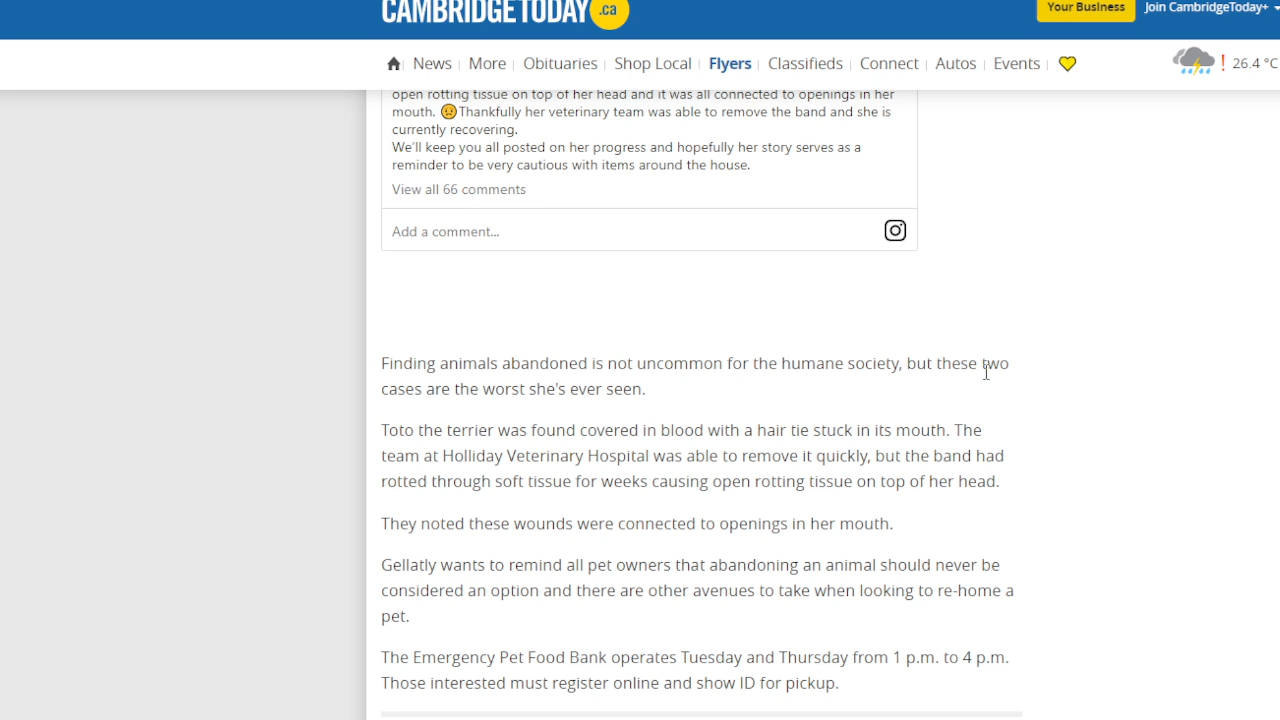 CAMBRIDGETODAY .ca
Your Business
Join CambridgeToday+
News
More
Obituaries
Shop Local
Flyers
Classifieds
Connect
Autos
Events
26.4 °C
open rotting tissue on top of her head and it was all connected to openings in her
mouth. 😟Thankfully her veterinary team was able to remove the band and she is
currently recovering.
We'll keep you all posted on her progress and hopefully her story serves as a
reminder to be very cautious with items around the house.
View all 66 comments
Add a comment...
Finding animals abandoned is not uncommon for the humane society, but these two
cases are the worst she's ever seen.
Toto the terrier was found covered in blood with a hair tie stuck in its mouth. The
team at Holliday Veterinary Hospital was able to remove it quickly, but the band had
rotted through soft tissue for weeks causing open rotting tissue on top of her head.
They noted these wounds were connected to openings in her mouth.
Gellatly wants to remind all pet owners that abandoning an animal should never be
considered an option and there are other avenues to take when looking to re-home a
pet.
The Emergency Pet Food Bank operates Tuesday and Thursday from 1 p.m. to 4 p.m.
Those interested must register online and show ID for pickup.